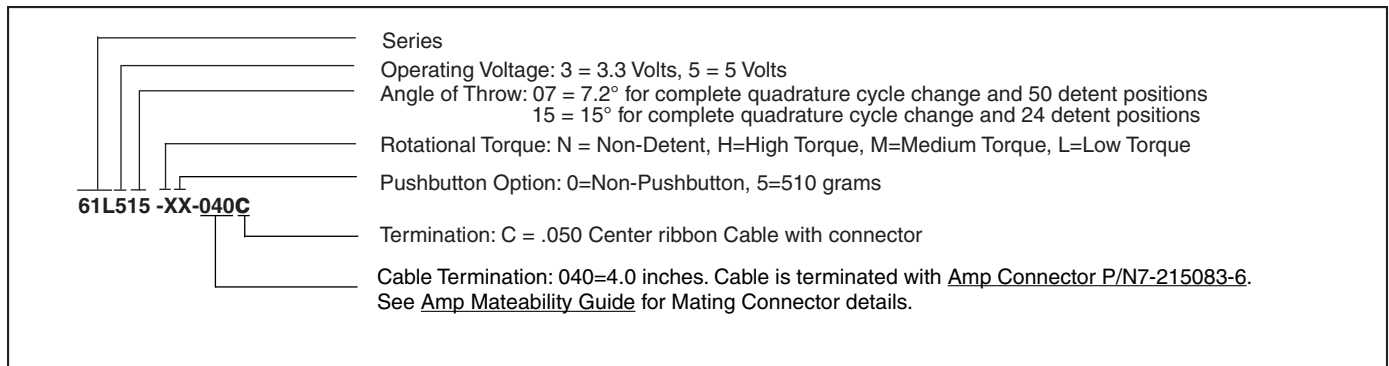 Series
Operating Voltage: 3 = 3.3 Volts, 5 = 5 Volts
Angle of Throw: 07 = 7.2° for complete quadrature cycle change and 50 detent positions
15 = 15° for complete quadrature cycle change and 24 detent positions
Rotational Torque: N = Non-Detent, H=High Torque, M=Medium Torque, L=Low Torque
Pushbutton Option: 0=Non-Pushbutton, 5=510 grams
61L515 -XX-040C
Termination: C = .050 Center ribbon Cable with connector
Cable Termination: 040=4.0 inches. Cable is terminated with Amp Connector P/N7-215083-6.
See Amp Mateability Guide for Mating Connector details.